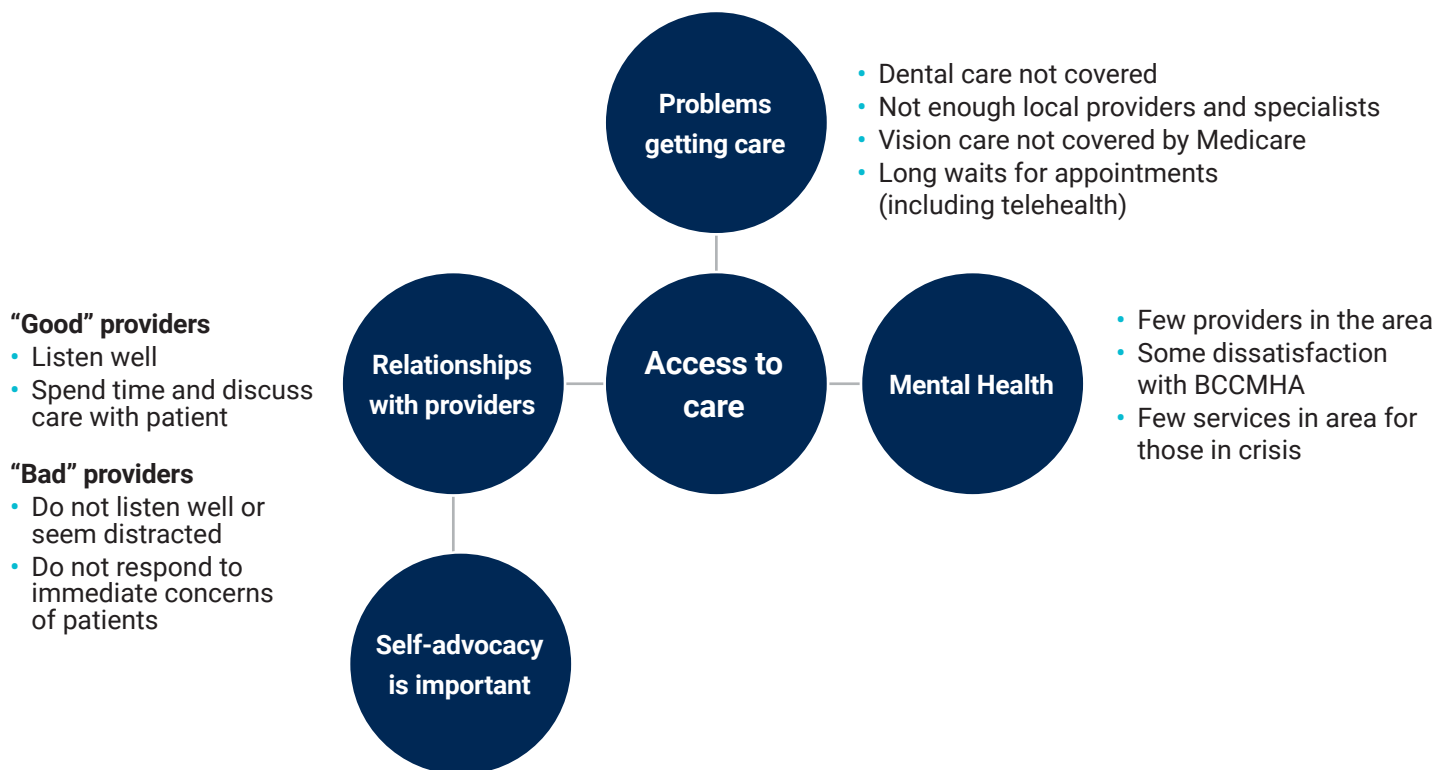 Problems
getting care
• Dental care not covered
• Not enough local providers and specialists
• Vision care not covered by Medicare
• Long waits for appointments
(including telehealth)
“Good” providers
• Listen well
• Spend time and discuss
care with patient
“Bad” providers
• Do not listen well or
seem distracted
• Do not respond to
immediate concerns
of patients
Relationships
with providers
Access to
care
Mental Health
• Few providers in the area
• Some dissatisfaction
with BCCMHA
• Few services in area for
those in crisis
Self-advocacy
is important